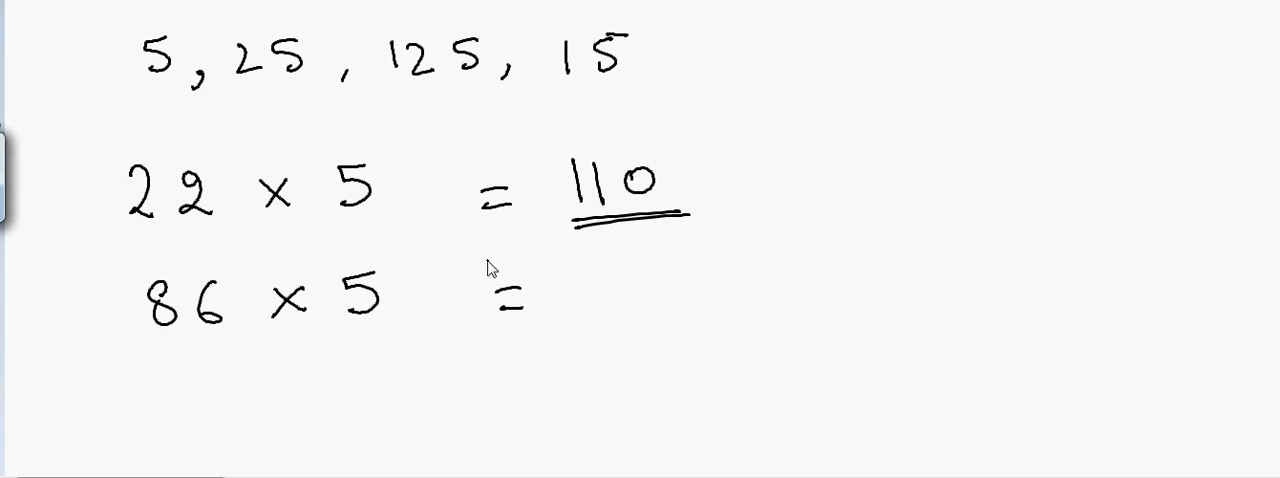 5, 25, 125, 15
22 × 5 = 110
86 × 5 =